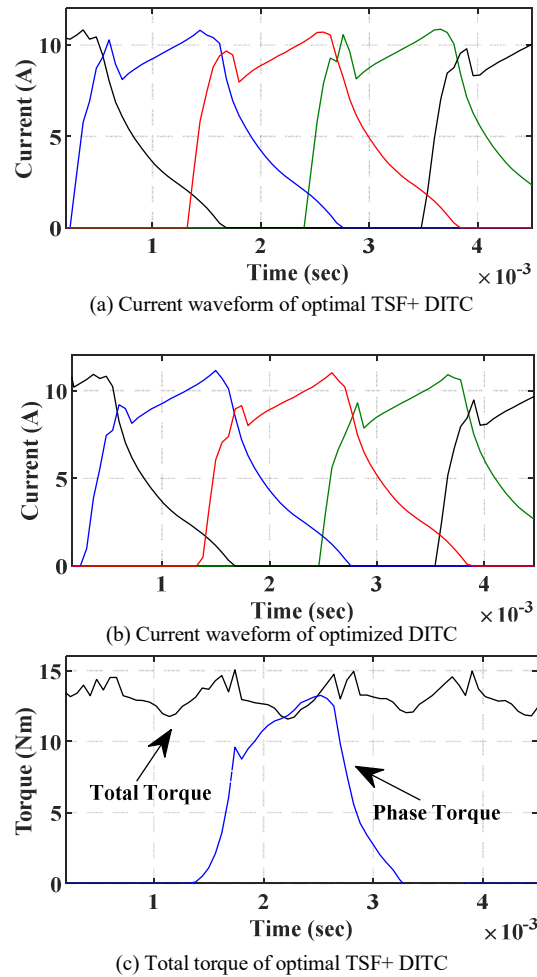 10
5
0
Current (A)
1
2
3
4
Time (sec)
× 10⁻³
(a) Current waveform of optimal TSF+ DITC
10
5
0
Current (A)
1
2
3
4
Time (sec)
× 10⁻³
(b) Current waveform of optimized DITC
15
10
5
0
Torque (Nm)
Total Torque
Phase Torque
1
2
3
4
Time (sec)
× 10⁻³
(c) Total torque of optimal TSF+ DITC